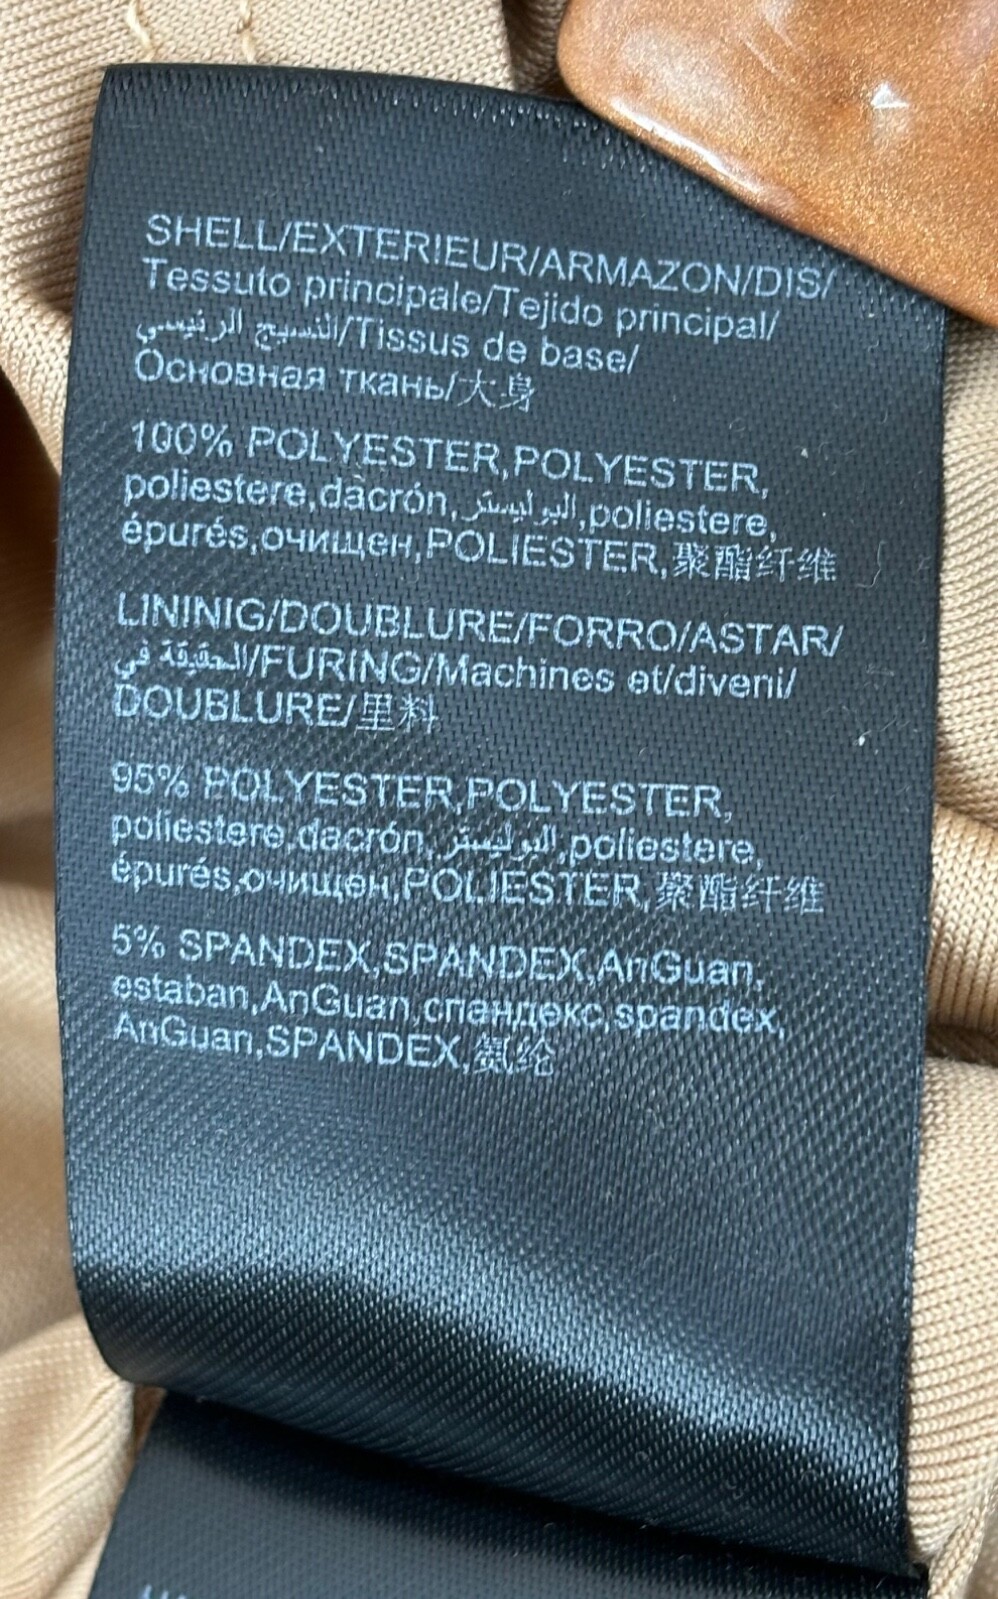 SHELL/EXTERIEUR/ARMAZON/DIS/
Tessuto principale/Tejido principal/
النسيج الرئيسي/Tissus de base/
Основная ткань/大身
100% POLYESTER,POLYESTER,
poliestere,dacrón,البوليستر,poliestere,
épurés,очищен,POLIESTER,聚酯纤维
LININIG/DOUBLURE/FORRO/ASTAR/
الحقيقة في/FURING/Machines et/diveni/
DOUBLURE/里料
95% POLYESTER,POLYESTER,
poliestere,dacrón,البوليستر,poliestere,
épurés,очищен,POLIESTER,聚酯纤维
5% SPANDEX,SPANDEX,AnGuan,
estaban,AnGuan,спандекс,spandex,
AnGuan,SPANDEX,氨纶